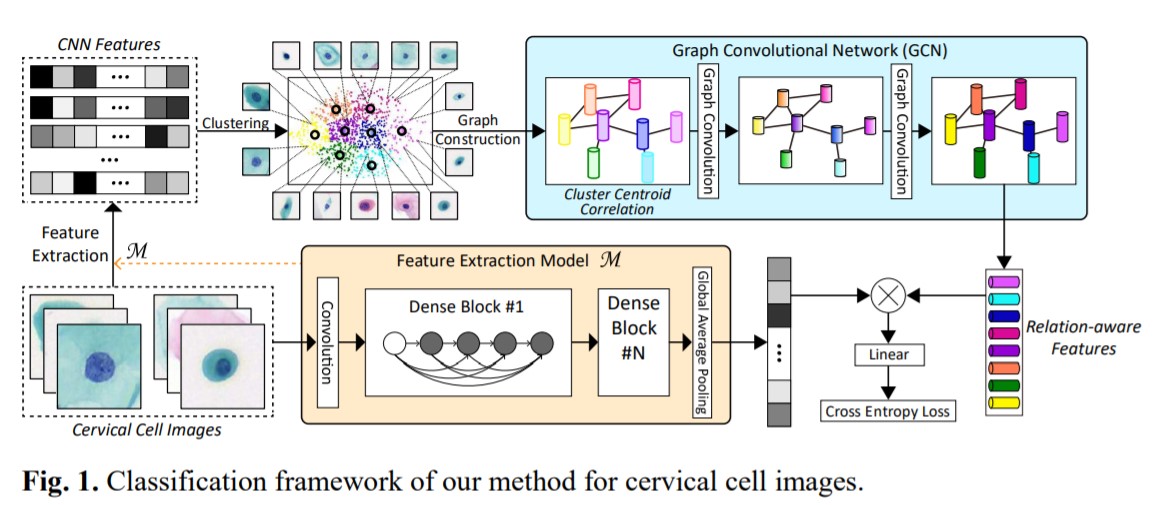 CNN Features
...
...
...
...
...
Clustering
Graph
Construction
Graph Convolutional Network (GCN)
Cluster Centroid
Correlation
Graph Convolution
Graph Convolution
Feature
Extraction
ℳ
Cervical Cell Images
Feature Extraction Model ℳ
Convolution
Dense Block #1
Dense
Block
#N
Global Average Pooling
...
Linear
Cross Entropy Loss
Relation-aware
Features
Fig. 1. Classification framework of our method for cervical cell images.